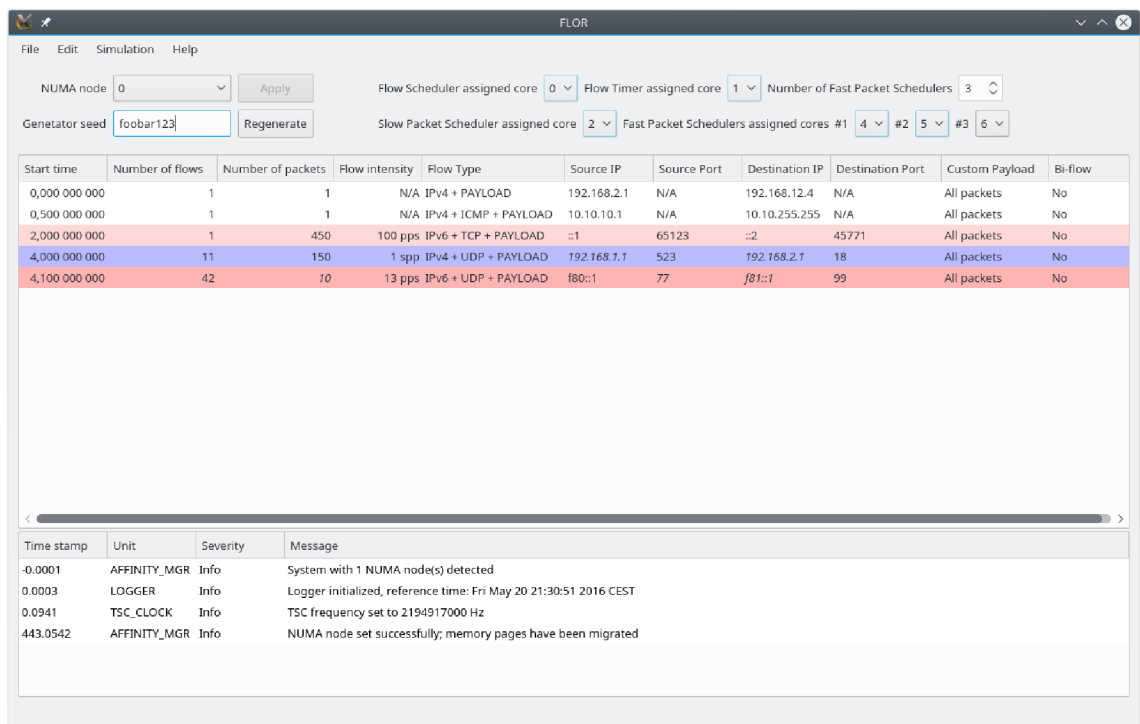 FLOR
File Edit Simulation Help
NUMA node 0 Apply Flow Scheduler assigned core 0 Flow Timer assigned core 1 Number of Fast Packet Schedulers 3
Genetator seed foobar123 Regenerate Slow Packet Scheduler assigned core 2 Fast Packet Schedulers assigned cores #1 4 #2 5 #3 6
Start time Number of flows Number of packets Flow intensity Flow Type Source IP Source Port Destination IP Destination Port Custom Payload Bi-flow
0,000 000 000 1 1 N/A IPv4 + PAYLOAD 192.168.2.1 N/A 192.168.12.4 N/A All packets No
0,500 000 000 1 1 N/A IPv4 + ICMP + PAYLOAD 10.10.10.1 N/A 10.10.255.255 N/A All packets No
2,000 000 000 1 450 100 pps IPv6 + TCP + PAYLOAD ::1 65123 ::2 45771 All packets No
4,000 000 000 11 150 1 spp IPv4 + UDP + PAYLOAD 192.168.1.1 523 192.168.2.1 18 All packets No
4,100 000 000 42 10 13 pps IPv6 + UDP + PAYLOAD f80::1 77 f81::1 99 All packets No
Time stamp Unit Severity Message
-0.0001 AFFINITY_MGR Info System with 1 NUMA node(s) detected
0.0003 LOGGER Info Logger initialized, reference time: Fri May 20 21:30:51 2016 CEST
0.0941 TSC_CLOCK Info TSC frequency set to 2194917000 Hz
443.0542 AFFINITY_MGR Info NUMA node set successfully; memory pages have been migrated